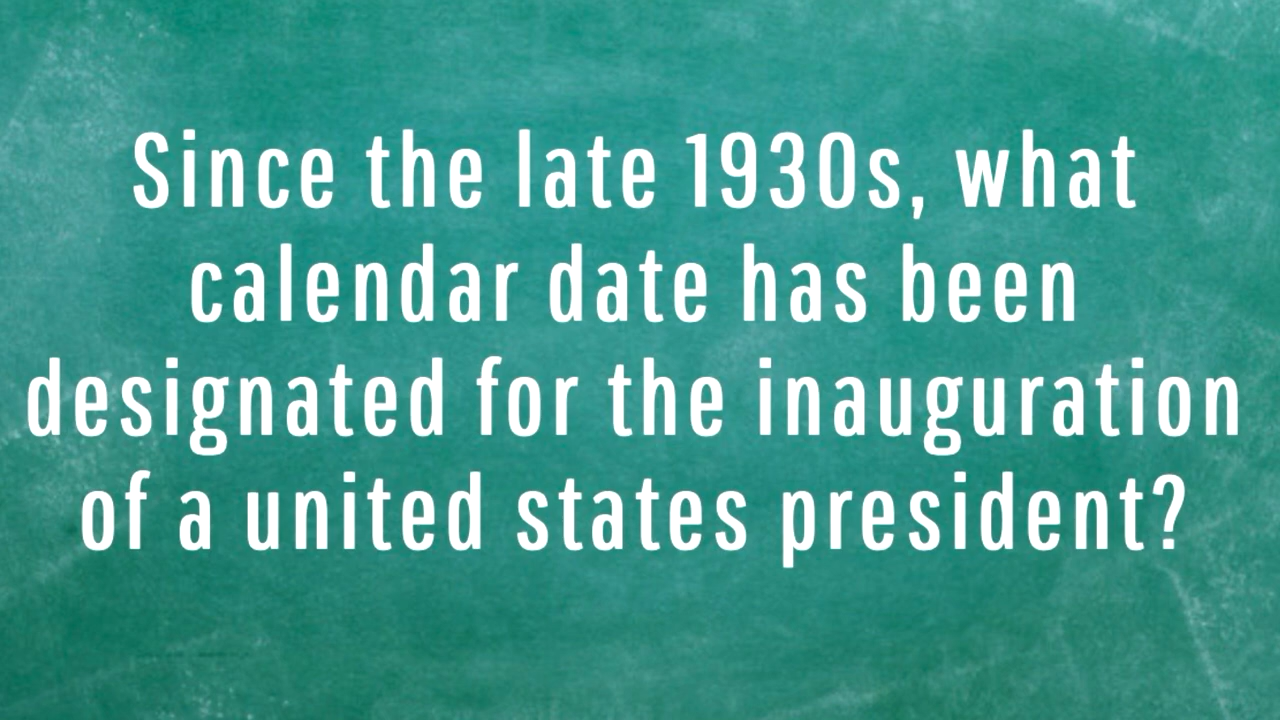 Since the late 1930s, what
calendar date has been
designated for the inauguration
of a united states president?